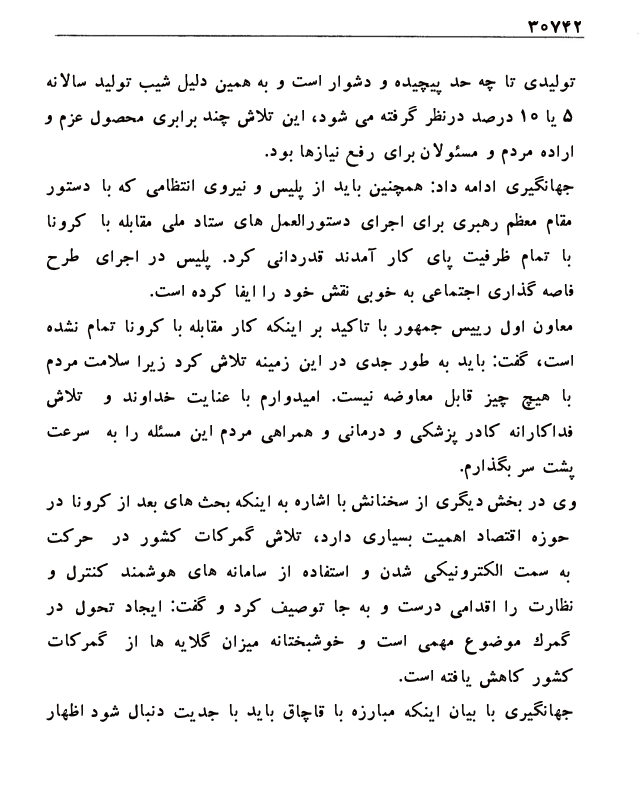 ۳۰۷۴۲
تولیدی تا چه حد پیچیده و دشوار است و به همین دلیل شیب تولید سالانه
۵ یا ۱۰ درصد درنظر گرفته می شود، این تلاش چند برابری محصول عزم و
اراده مردم و مسئولان برای رفع نیازها بود.
جهانگیری ادامه داد: همچنین باید از پلیس و نیروی انتظامی که با دستور
مقام معظم رهبری برای اجرای دستورالعمل های ستاد ملی مقابله با کرونا
با تمام ظرفیت پای کار آمدند قدردانی کرد. پلیس در اجرای طرح
فاصه گذاری اجتماعی به خوبی نقش خود را ایفا کرده است.
معاون اول رییس جمهور با تاکید بر اینکه کار مقابله با کرونا تمام نشده
است، گفت: باید به طور جدی در این زمینه تلاش کرد زیرا سلامت مردم
با هیچ چیز قابل معاوضه نیست. امیدوارم با عنایت خداوند و تلاش
فداکارانه کادر پزشکی و درمانی و همراهی مردم این مسئله را به سرعت
پشت سر بگذارم.
وی در بخش دیگری از سخنانش با اشاره به اینکه بحث های بعد از کرونا در
حوزه اقتصاد اهمیت بسیاری دارد، تلاش گمرکات کشور در حرکت
به سمت الکترونیکی شدن و استفاده از سامانه های هوشمند کنترل و
نظارت را اقدامی درست و به جا توصیف کرد و گفت: ایجاد تحول در
گمرك موضوع مهمی است و خوشبختانه میزان گلایه ها از گمرکات
کشور کاهش یافته است.
جهانگیری با بیان اینکه مبارزه با قاچاق باید با جدیت دنبال شود اظهار